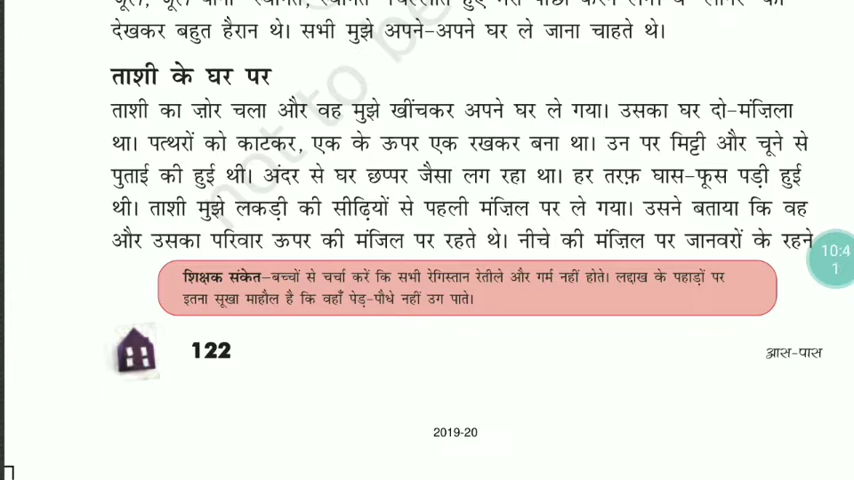 देखकर बहुत हैरान थे। सभी मुझे अपने-अपने घर ले जाना चाहते थे।
ताशी के घर पर
ताशी का ज़ोर चला और वह मुझे खींचकर अपने घर ले गया। उसका घर दो-मंज़िला
था। पत्थरों को काटकर, एक के ऊपर एक रखकर बना था। उन पर मिट्टी और चूने से
पुताई की हुई थी। अंदर से घर छप्पर जैसा लग रहा था। हर तरफ़ घास-फूस पड़ी हुई
थी। ताशी मुझे लकड़ी की सीढ़ियों से पहली मंज़िल पर ले गया। उसने बताया कि वह
और उसका परिवार ऊपर की मंजिल पर रहते थे। नीचे की मंज़िल पर जानवरों के रहने
10:4
1
शिक्षक संकेत–बच्चों से चर्चा करें कि सभी रेगिस्तान रेतीले और गर्म नहीं होते। लद्दाख के पहाड़ों पर
इतना सूखा माहौल है कि वहाँ पेड़-पौधे नहीं उग पाते।
122
आस-पास
2019-20
not to be